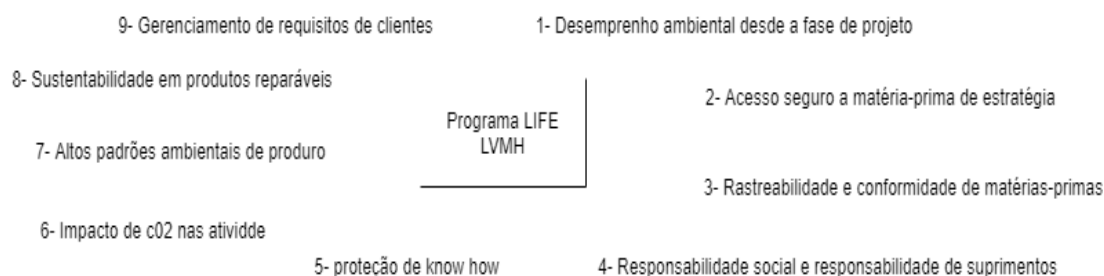 9- Gerenciamento de requisitos de clientes
1- Desemprenho ambiental desde a fase de projeto
8- Sustentabilidade em produtos reparáveis
2- Acesso seguro a matéria-prima de estratégia
Programa LIFE
LVMH
7- Altos padrões ambientais de produro
3- Rastreabilidade e conformidade de matérias-primas
6- Impacto de c02 nas atividde
5- proteção de know how
4- Responsabilidade social e responsabilidade de suprimentos